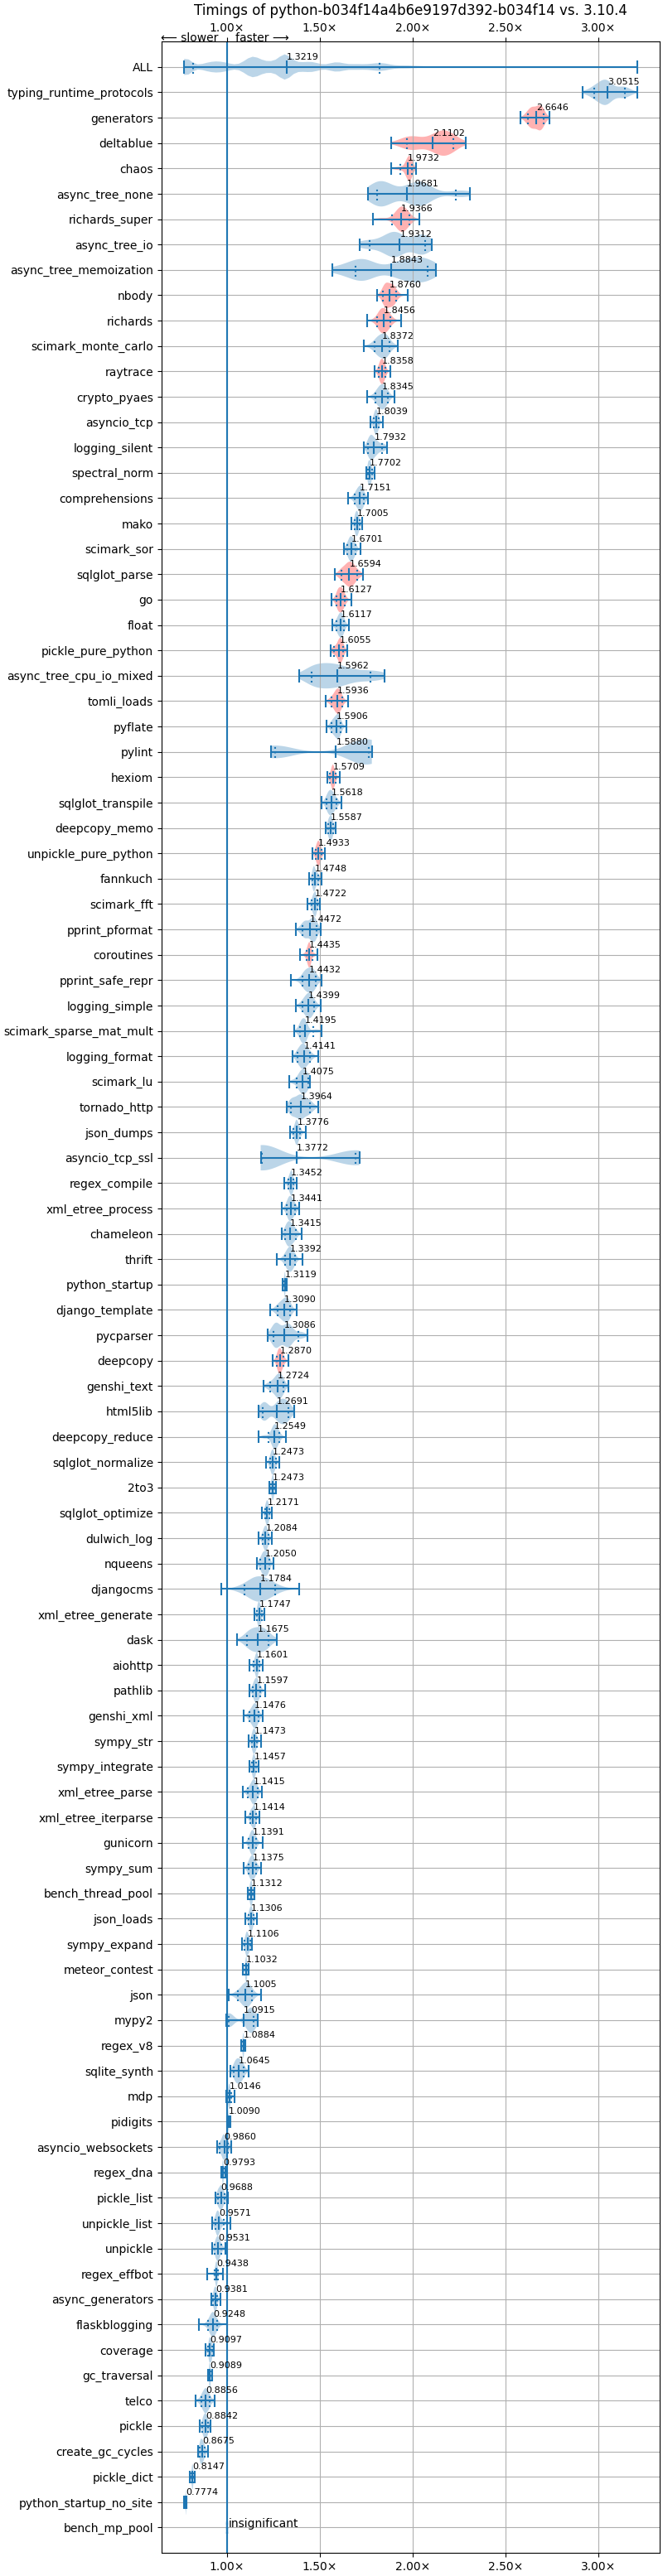 Timings of python-b034f14a4b6e9197d392-b034f14 vs. 3.10.4
1.00× 1.50× 2.00× 2.50× 3.00×
⟵ slower faster ⟶
ALL 1.3219
typing_runtime_protocols 3.0515
generators 2.6646
deltablue 2.1102
chaos 1.9732
async_tree_none 1.9681
richards_super 1.9366
async_tree_io 1.9312
async_tree_memoization 1.8843
nbody 1.8760
richards 1.8456
scimark_monte_carlo 1.8372
raytrace 1.8358
crypto_pyaes 1.8345
asyncio_tcp 1.8039
logging_silent 1.7932
spectral_norm 1.7702
comprehensions 1.7151
mako 1.7005
scimark_sor 1.6701
sqlglot_parse 1.6594
go 1.6127
float 1.6117
pickle_pure_python 1.6055
async_tree_cpu_io_mixed 1.5962
tomli_loads 1.5936
pyflate 1.5906
pylint 1.5880
hexiom 1.5709
sqlglot_transpile 1.5618
deepcopy_memo 1.5587
unpickle_pure_python 1.4933
fannkuch 1.4748
scimark_fft 1.4722
pprint_pformat 1.4472
coroutines 1.4435
pprint_safe_repr 1.4432
logging_simple 1.4399
scimark_sparse_mat_mult 1.4195
logging_format 1.4141
scimark_lu 1.4075
tornado_http 1.3964
json_dumps 1.3776
asyncio_tcp_ssl 1.3772
regex_compile 1.3452
xml_etree_process 1.3441
chameleon 1.3415
thrift 1.3392
python_startup 1.3119
django_template 1.3090
pycparser 1.3086
deepcopy 1.2870
genshi_text 1.2724
html5lib 1.2691
deepcopy_reduce 1.2549
sqlglot_normalize 1.2473
2to3 1.2473
sqlglot_optimize 1.2171
dulwich_log 1.2084
nqueens 1.2050
djangocms 1.1784
xml_etree_generate 1.1747
dask 1.1675
aiohttp 1.1601
pathlib 1.1597
genshi_xml 1.1476
sympy_str 1.1473
sympy_integrate 1.1457
xml_etree_parse 1.1415
xml_etree_iterparse 1.1414
gunicorn 1.1391
sympy_sum 1.1375
bench_thread_pool 1.1312
json_loads 1.1306
sympy_expand 1.1106
meteor_contest 1.1032
json 1.1005
mypy2 1.0915
regex_v8 1.0884
sqlite_synth 1.0645
mdp 1.0146
pidigits 1.0090
asyncio_websockets 0.9860
regex_dna 0.9793
pickle_list 0.9688
unpickle_list 0.9571
unpickle 0.9531
regex_effbot 0.9438
async_generators 0.9381
flaskblogging 0.9248
coverage 0.9097
gc_traversal 0.9089
telco 0.8856
pickle 0.8842
create_gc_cycles 0.8675
pickle_dict 0.8147
python_startup_no_site 0.7774
bench_mp_pool insignificant
1.00× 1.50× 2.00× 2.50× 3.00×